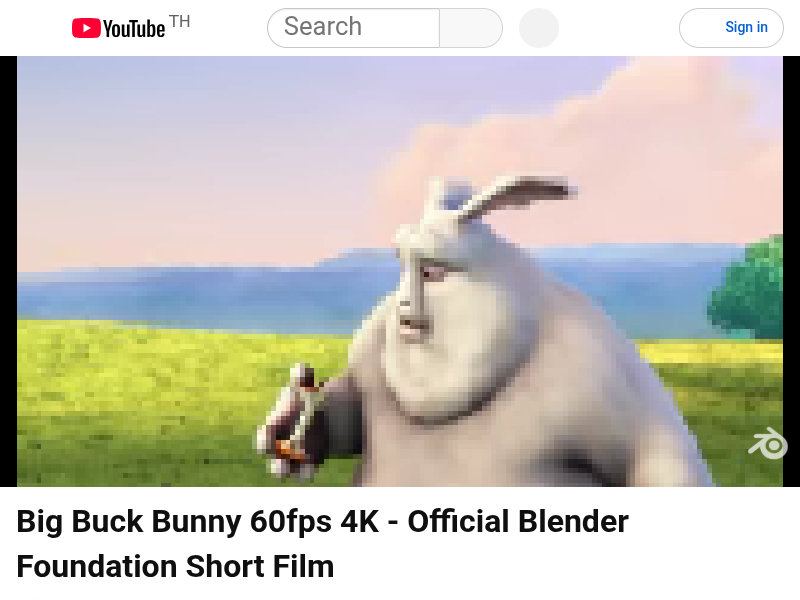 YouTube TH
Search
Sign in
Big Buck Bunny 60fps 4K - Official Blender
Foundation Short Film